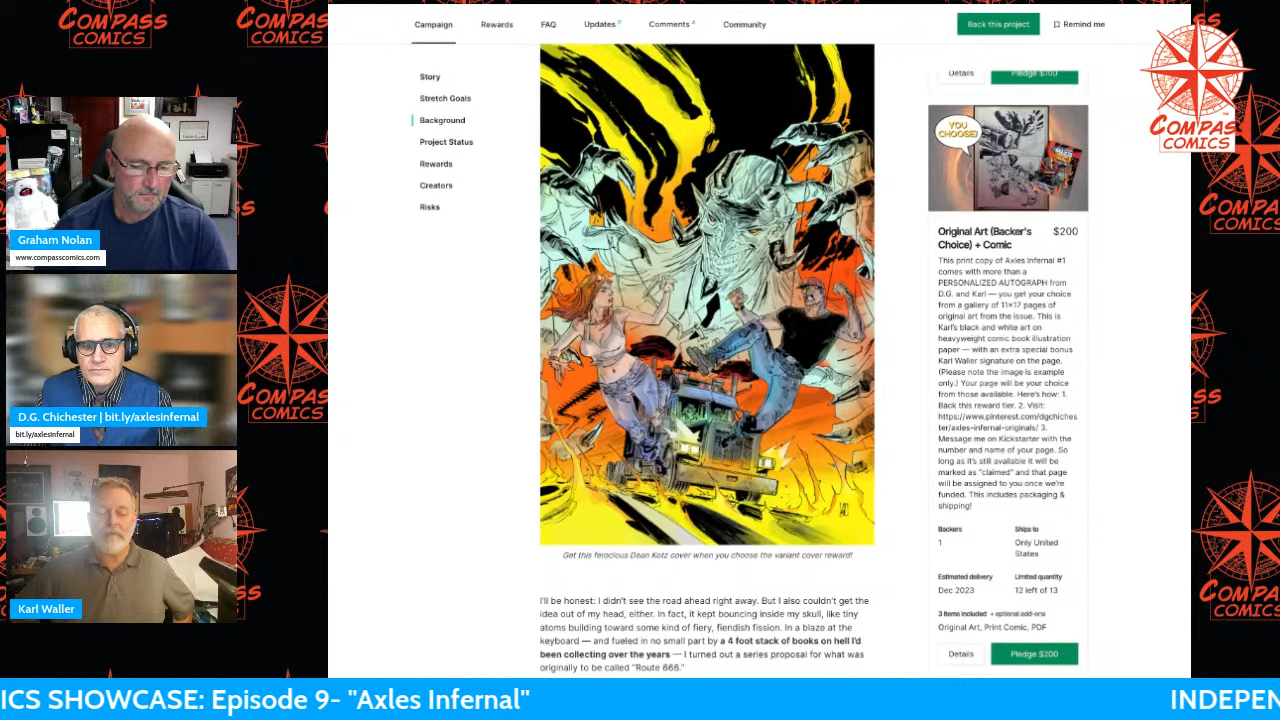 COMPASS
COMICS
COMPASS
COMICS
Campaign
Rewards
FAQ
Updates 6
Comments 4
Community
Back this project
Remind me
Story
Stretch Goals
Background
Project Status
Rewards
Creators
Risks
Details
Pledge $100
COMPASS
COMICS
YOU
CHOOSE!
Original Art (Backer's
Choice) + Comic
$200
This print copy of Axles Infernal #1
comes with more than a
PERSONALIZED AUTOGRAPH from
D.G. and Karl — you get your choice
from a gallery of 11x17 pages of
original art from the issue. This is
Karl's black and white art on
heavyweight comic book illustration
paper — with an extra special bonus
Karl Waller signature on the page.
(Please note the image is example
only.) Your page will be your choice
from those available. Here's how: 1.
Back this reward tier. 2. Visit:
https://www.pinterest.com/dgchiches
ter/axles-infernal-originals/ 3.
Message me on Kickstarter with the
number and name of your page. So
long as it's still available it will be
marked as "claimed" and that page
will be assigned to you once we're
funded. This includes packaging &
shipping!
Backers
1
Ships to
Only United
States
Estimated delivery
Dec 2023
Limited quantity
12 left of 13
3 items included + optional add-ons
Original Art, Print Comic, PDF
Details
Pledge $200
Graham Nolan
www.compasscomics.com
D.G. Chichester | bit.ly/axlesinfernal
bit.ly/axlesinfernal
Karl Waller
Get this ferocious Dean Kotz cover when you choose the variant cover reward!
I'll be honest: I didn't see the road ahead right away. But I also couldn't get the
idea out of my head, either. In fact, it kept bouncing inside my skull, like tiny
atoms building toward some kind of fiery, fiendish fission. In a blaze at the
keyboard — and fueled in no small part by a 4 foot stack of books on hell I'd
been collecting over the years — I turned out a series proposal for what was
originally to be called "Route 666."
ICS SHOWCASE: Episode 9- "Axles Infernal"
INDEPEN